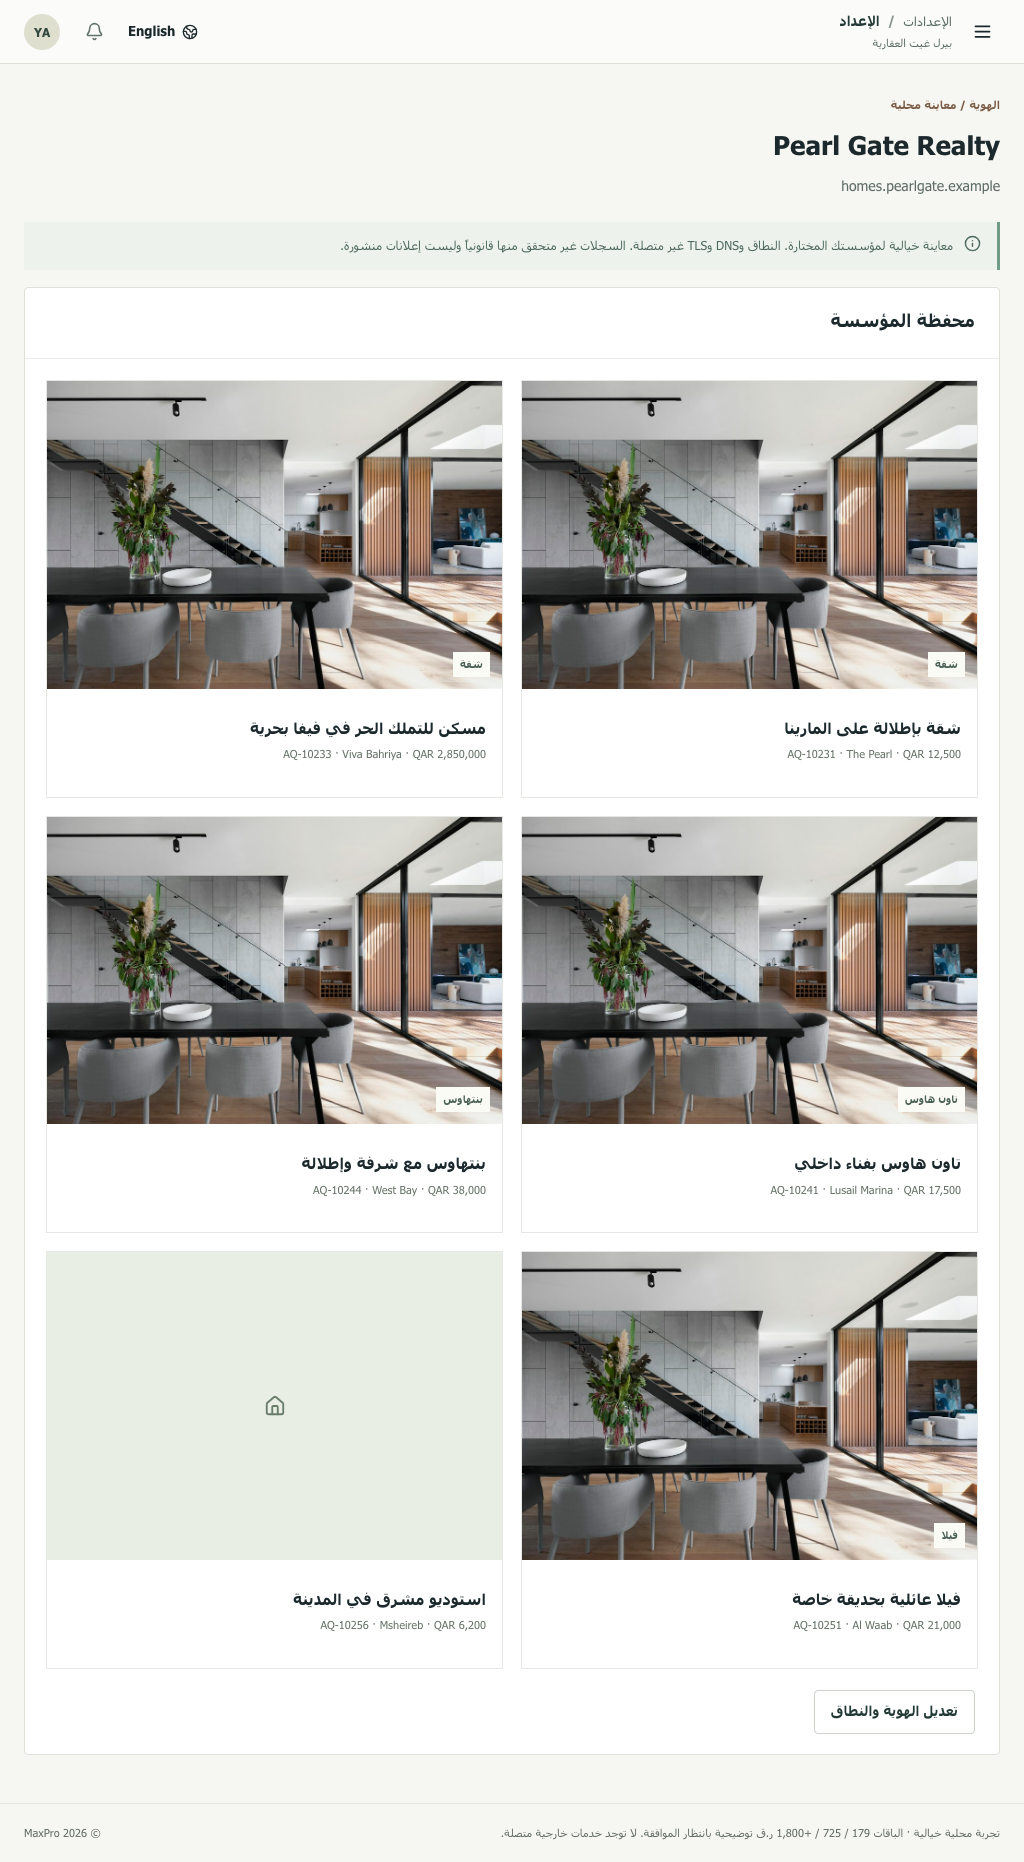 الإعدادات / الإعداد
بيرل غيت العقارية
English
YA
الهوية / معاينة محلية
Pearl Gate Realty
homes.pearlgate.example
معاينة خيالية لمؤسستك المختارة. النطاق وDNS وTLS غير متصلة. السجلات غير متحقق منها قانونياً وليست إعلانات منشورة.
محفظة المؤسسة
شقة
شقة بإطلالة على المارينا
AQ-10231 · The Pearl · QAR 12,500
شقة
مسكن للتملك الحر في فيفا بحرية
AQ-10233 · Viva Bahriya · QAR 2,850,000
تاون هاوس
تاون هاوس بفناء داخلي
AQ-10241 · Lusail Marina · QAR 17,500
بنتهاوس
بنتهاوس مع شرفة وإطلالة
AQ-10244 · West Bay · QAR 38,000
فيلا
فيلا عائلية بحديقة خاصة
AQ-10251 · Al Waab · QAR 21,000
استوديو مشرق في المدينة
AQ-10256 · Msheireb · QAR 6,200
تعديل الهوية والنطاق
تجربة محلية خيالية · الباقات 179 / 725 / +1,800 ر.ق توضيحية بانتظار الموافقة. لا توجد خدمات خارجية متصلة.
MaxPro 2026 ©